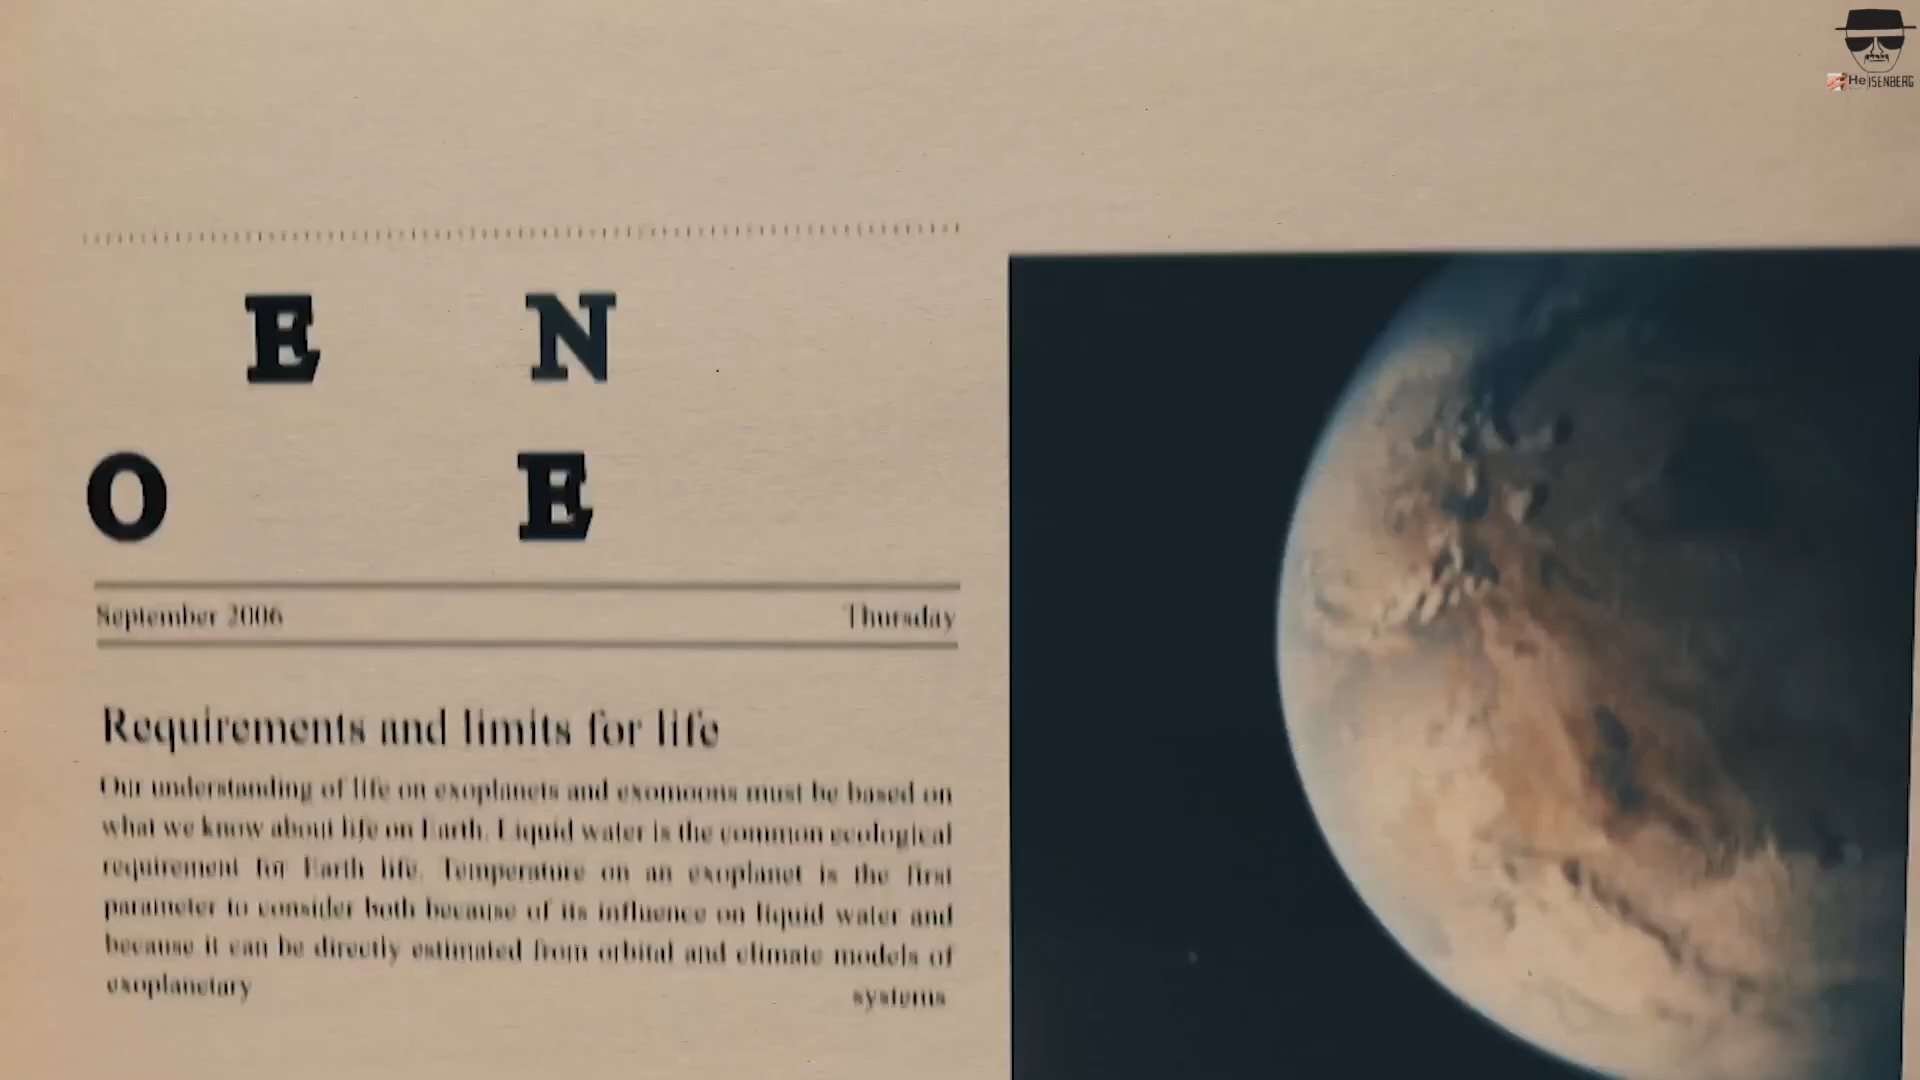 He ISENBERG
E N
O E
September 2006 Thursday
Requirements and limits for life
Our understanding of life on exoplanets and exomoons must be based on
what we know about life on Earth. Liquid water is the common ecological
requirement for Earth life. Temperature on an exoplanet is the first
parameter to consider both because of its influence on liquid water and
because it can be directly estimated from orbital and climate models of
exoplanetary systems